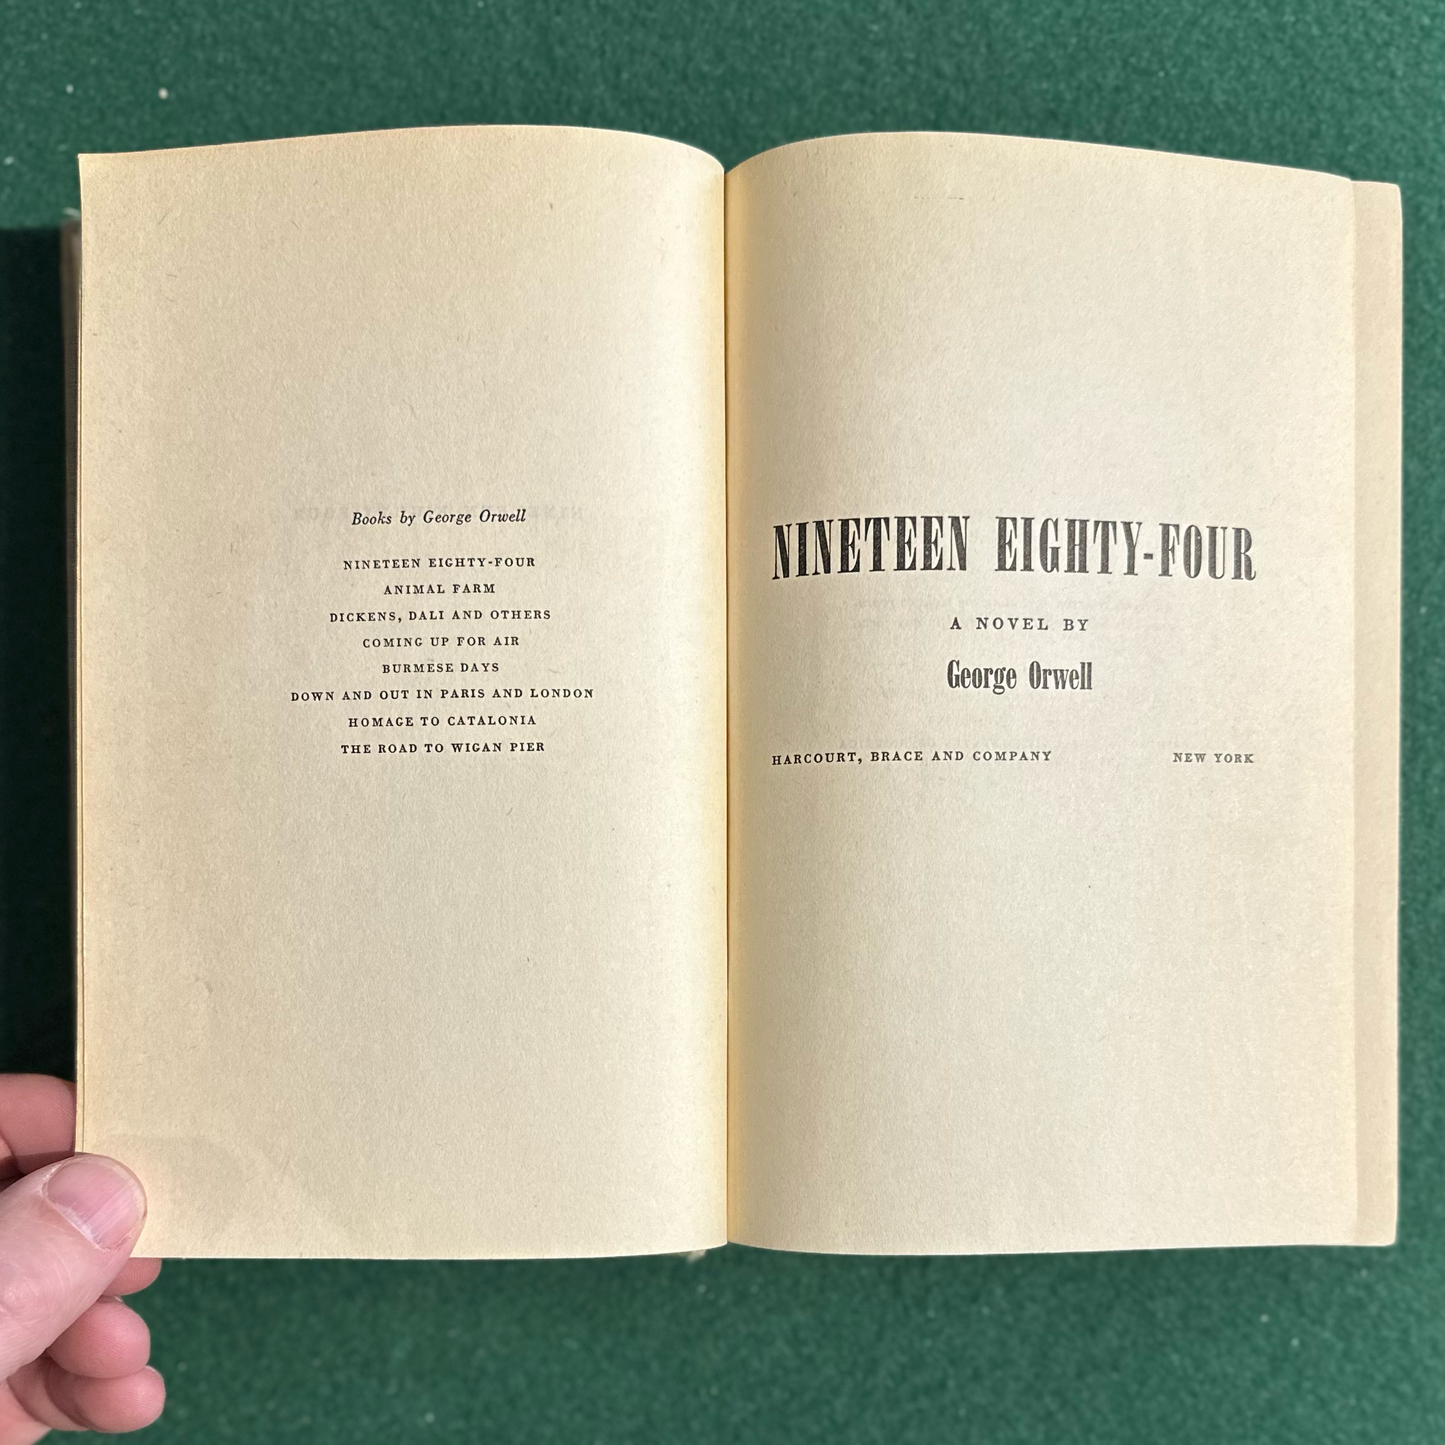 Books by George Orwell
NINETEEN EIGHTY-FOUR
ANIMAL FARM
DICKENS, DALI AND OTHERS
COMING UP FOR AIR
BURMESE DAYS
DOWN AND OUT IN PARIS AND LONDON
HOMAGE TO CATALONIA
THE ROAD TO WIGAN PIER
NINETEEN EIGHTY-FOUR
A NOVEL BY
George Orwell
HARCOURT, BRACE AND COMPANY NEW YORK